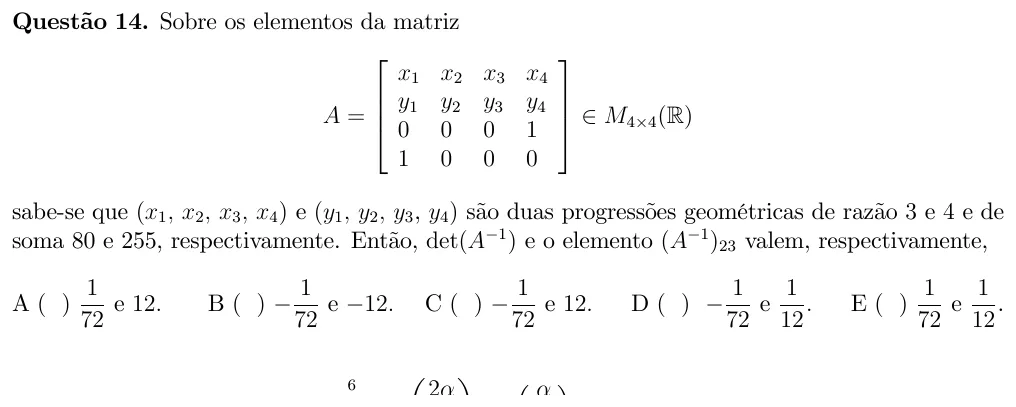 Questão 14. Sobre os elementos da matriz
A = [ x₁ x₂ x₃ x₄
y₁ y₂ y₃ y₄
0 0 0 1
1 0 0 0 ] ∈ M₄×₄(ℝ)
sabe-se que (x₁, x₂, x₃, x₄) e (y₁, y₂, y₃, y₄) são duas progressões geométricas de razão 3 e 4 e de
soma 80 e 255, respectivamente. Então, det(A⁻¹) e o elemento (A⁻¹)₂₃ valem, respectivamente,
A ( ) 1/72 e 12. B ( ) −1/72 e −12. C ( ) −1/72 e 12. D ( ) −1/72 e 1/12. E ( ) 1/72 e 1/12.
6 (2α) (α)